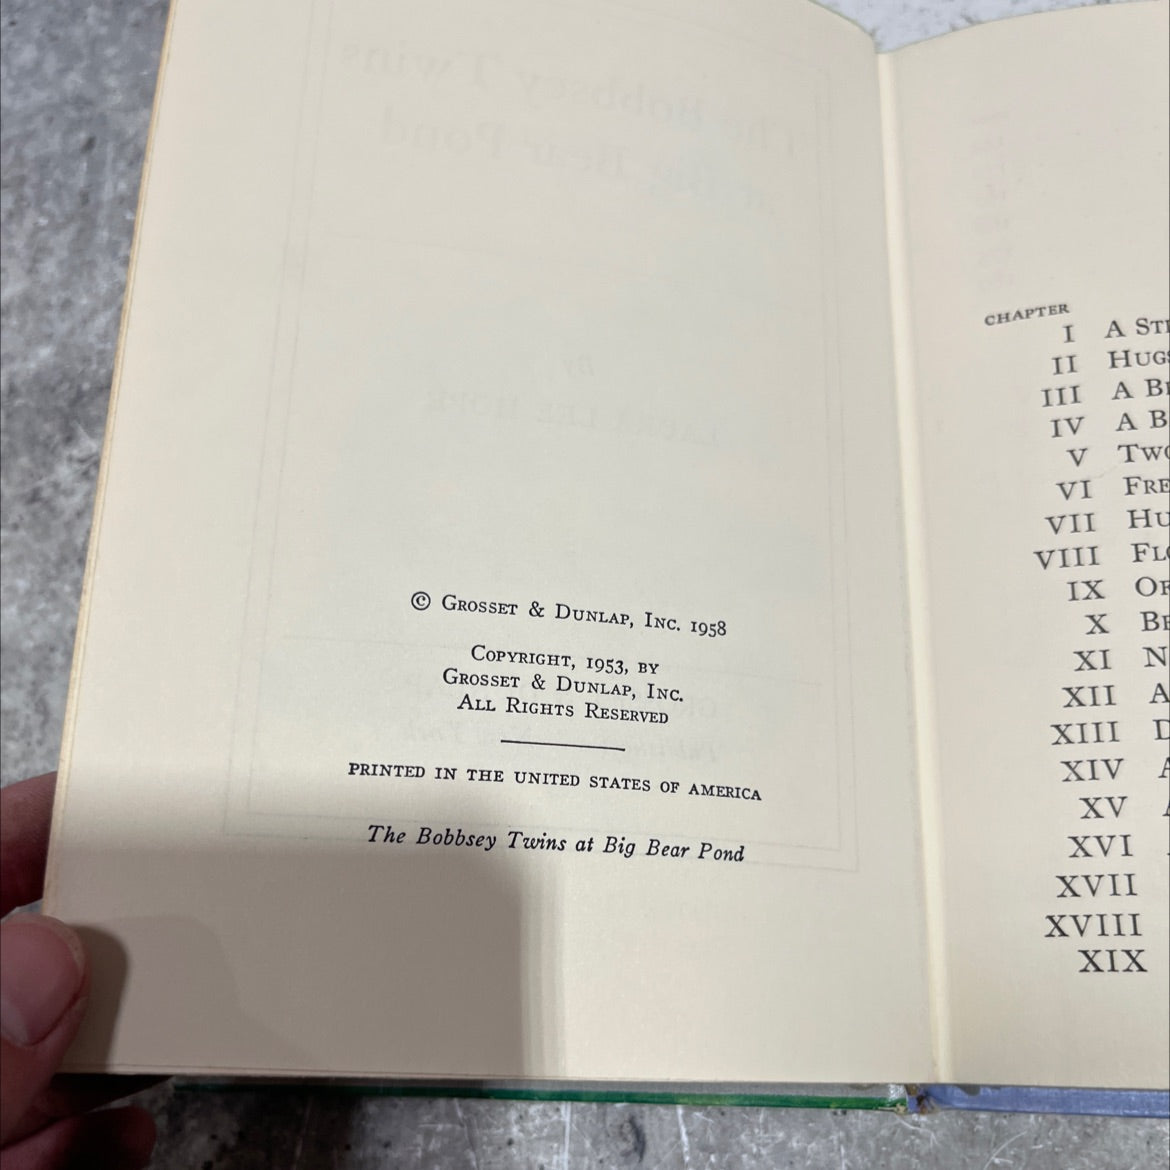 © Grosset & Dunlap, Inc. 1958
Copyright, 1953, by
Grosset & Dunlap, Inc.
All Rights Reserved
PRINTED IN THE UNITED STATES OF AMERICA
The Bobbsey Twins at Big Bear Pond
CHAPTER
I A
II
III A
IV A
V
VI
VII
VIII
IX
X
XI
XII
XIII
XIV
XV
XVI
XVII
XVIII
XIX